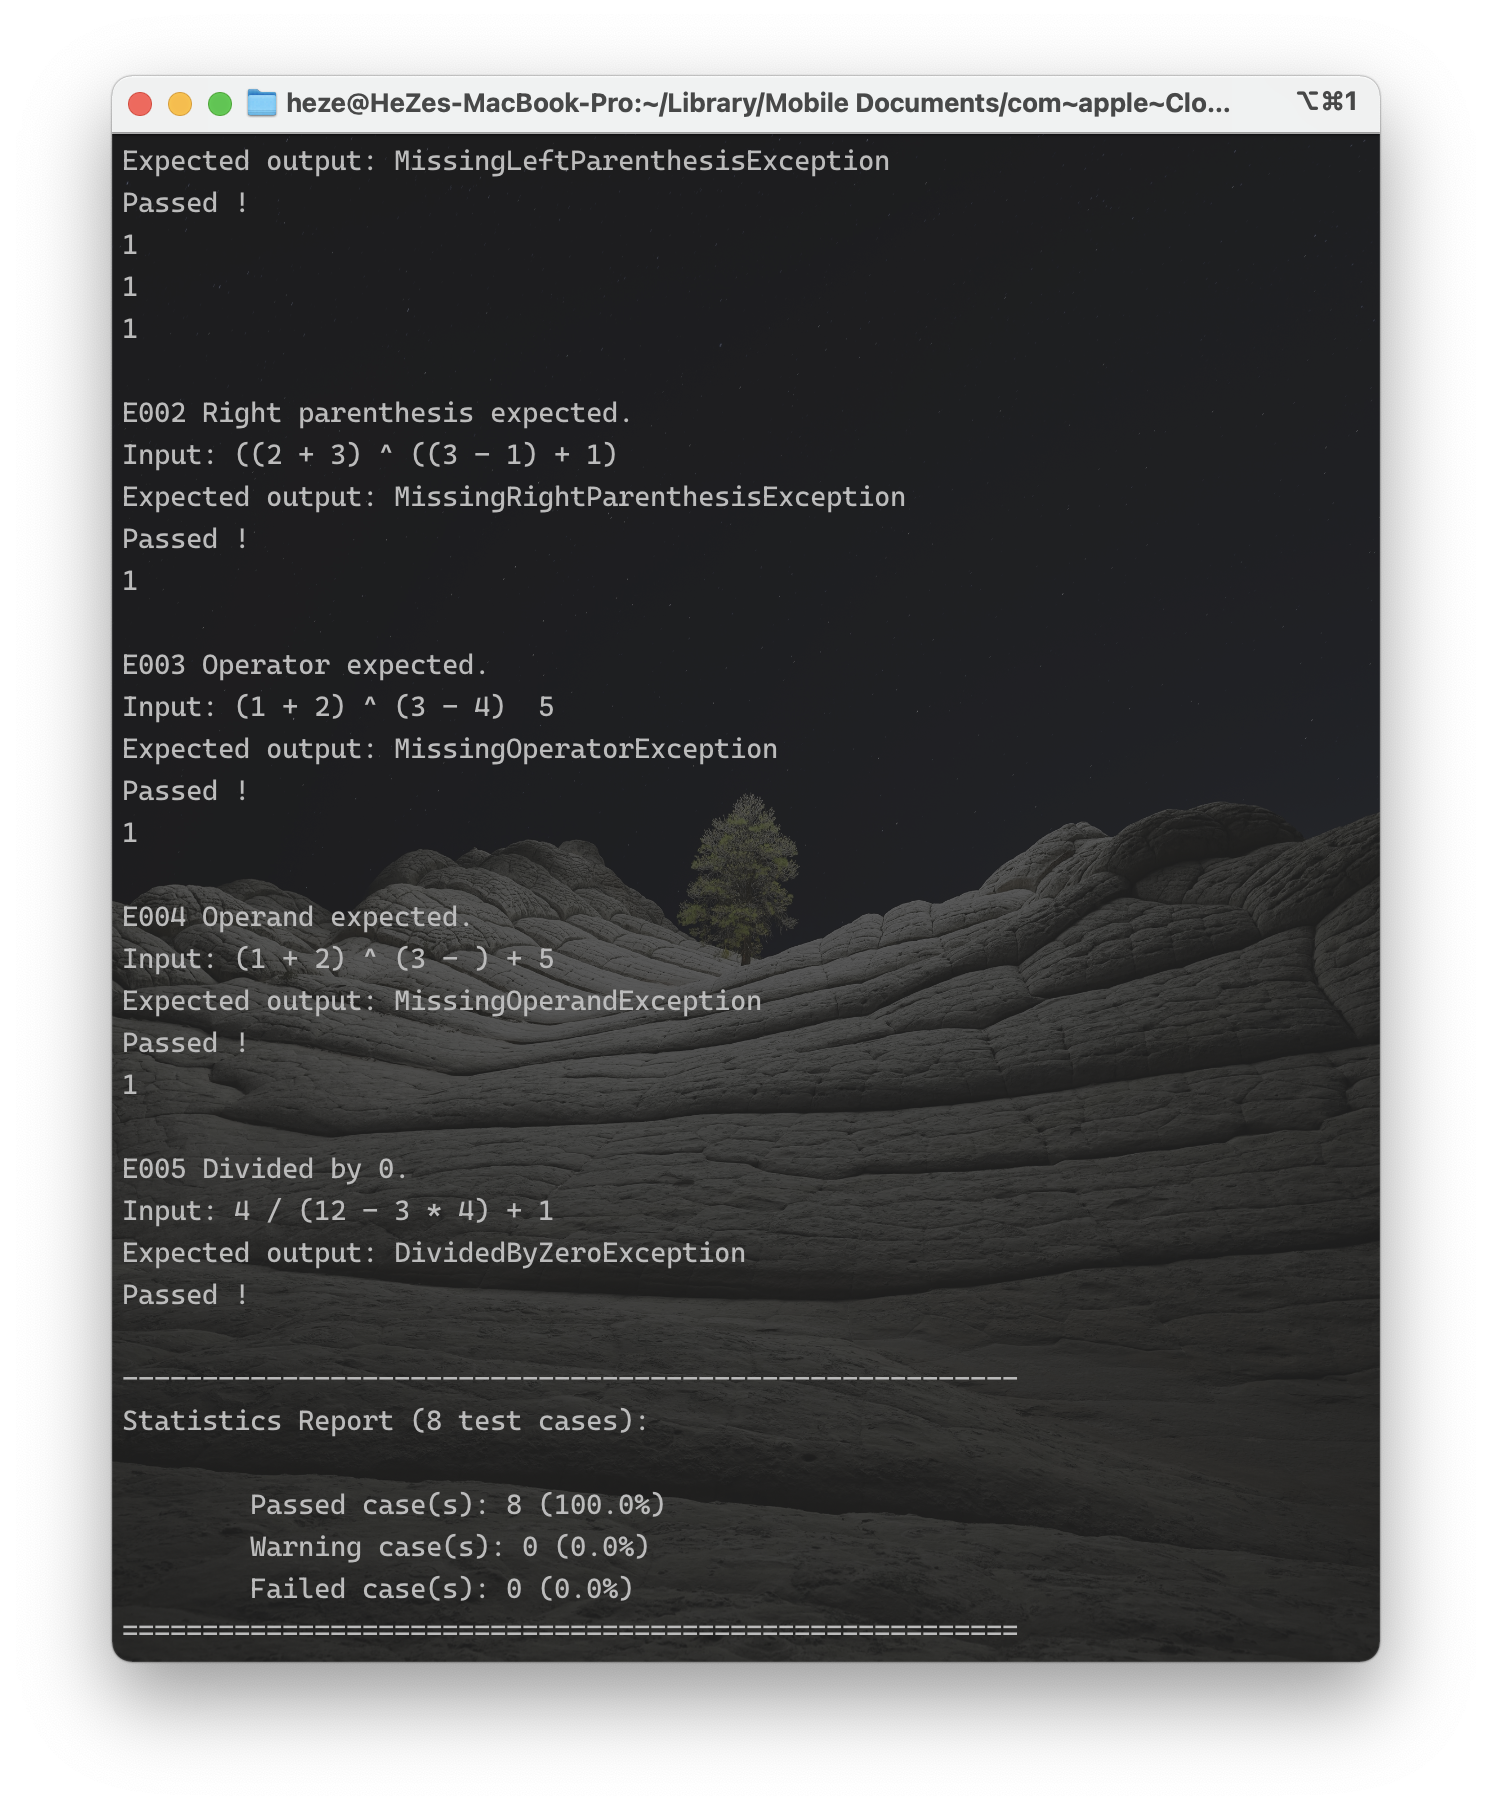 heze@HeZes-MacBook-Pro:~/Library/Mobile Documents/com~apple~Clo... ⌥⌘1
Expected output: MissingLeftParenthesisException
Passed !
1
1
1
E002 Right parenthesis expected.
Input: ((2 + 3) ^ ((3 - 1) + 1)
Expected output: MissingRightParenthesisException
Passed !
1
E003 Operator expected.
Input: (1 + 2) ^ (3 - 4)  5
Expected output: MissingOperatorException
Passed !
1
E004 Operand expected.
Input: (1 + 2) ^ (3 - ) + 5
Expected output: MissingOperandException
Passed !
1
E005 Divided by 0.
Input: 4 / (12 - 3 * 4) + 1
Expected output: DividedByZeroException
Passed !
--------------------------------------------------------
Statistics Report (8 test cases):
Passed case(s): 8 (100.0%)
Warning case(s): 0 (0.0%)
Failed case(s): 0 (0.0%)
========================================================